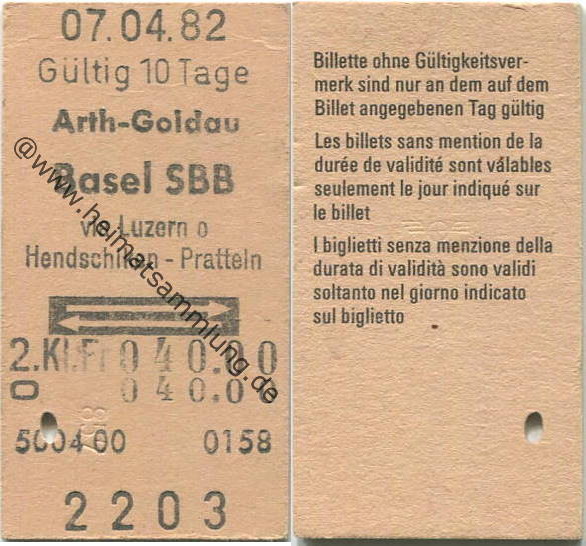 07.04.82
Gültig 10 Tage
Arth-Goldau
Basel SBB
via Luzern o
Hendschiken - Pratteln
2.Kl.Fr 040.00
0 040.00
500400 0158
2203
@www.heimatsammlung.de
Billette ohne Gültigkeitsver-
merk sind nur an dem auf dem
Billet angegebenen Tag gültig
Les billets sans mention de la
durée de validité sont valables
seulement le jour indiqué sur
le billet
I biglietti senza menzione della
durata di validità sono validi
soltanto nel giorno indicato
sul biglietto